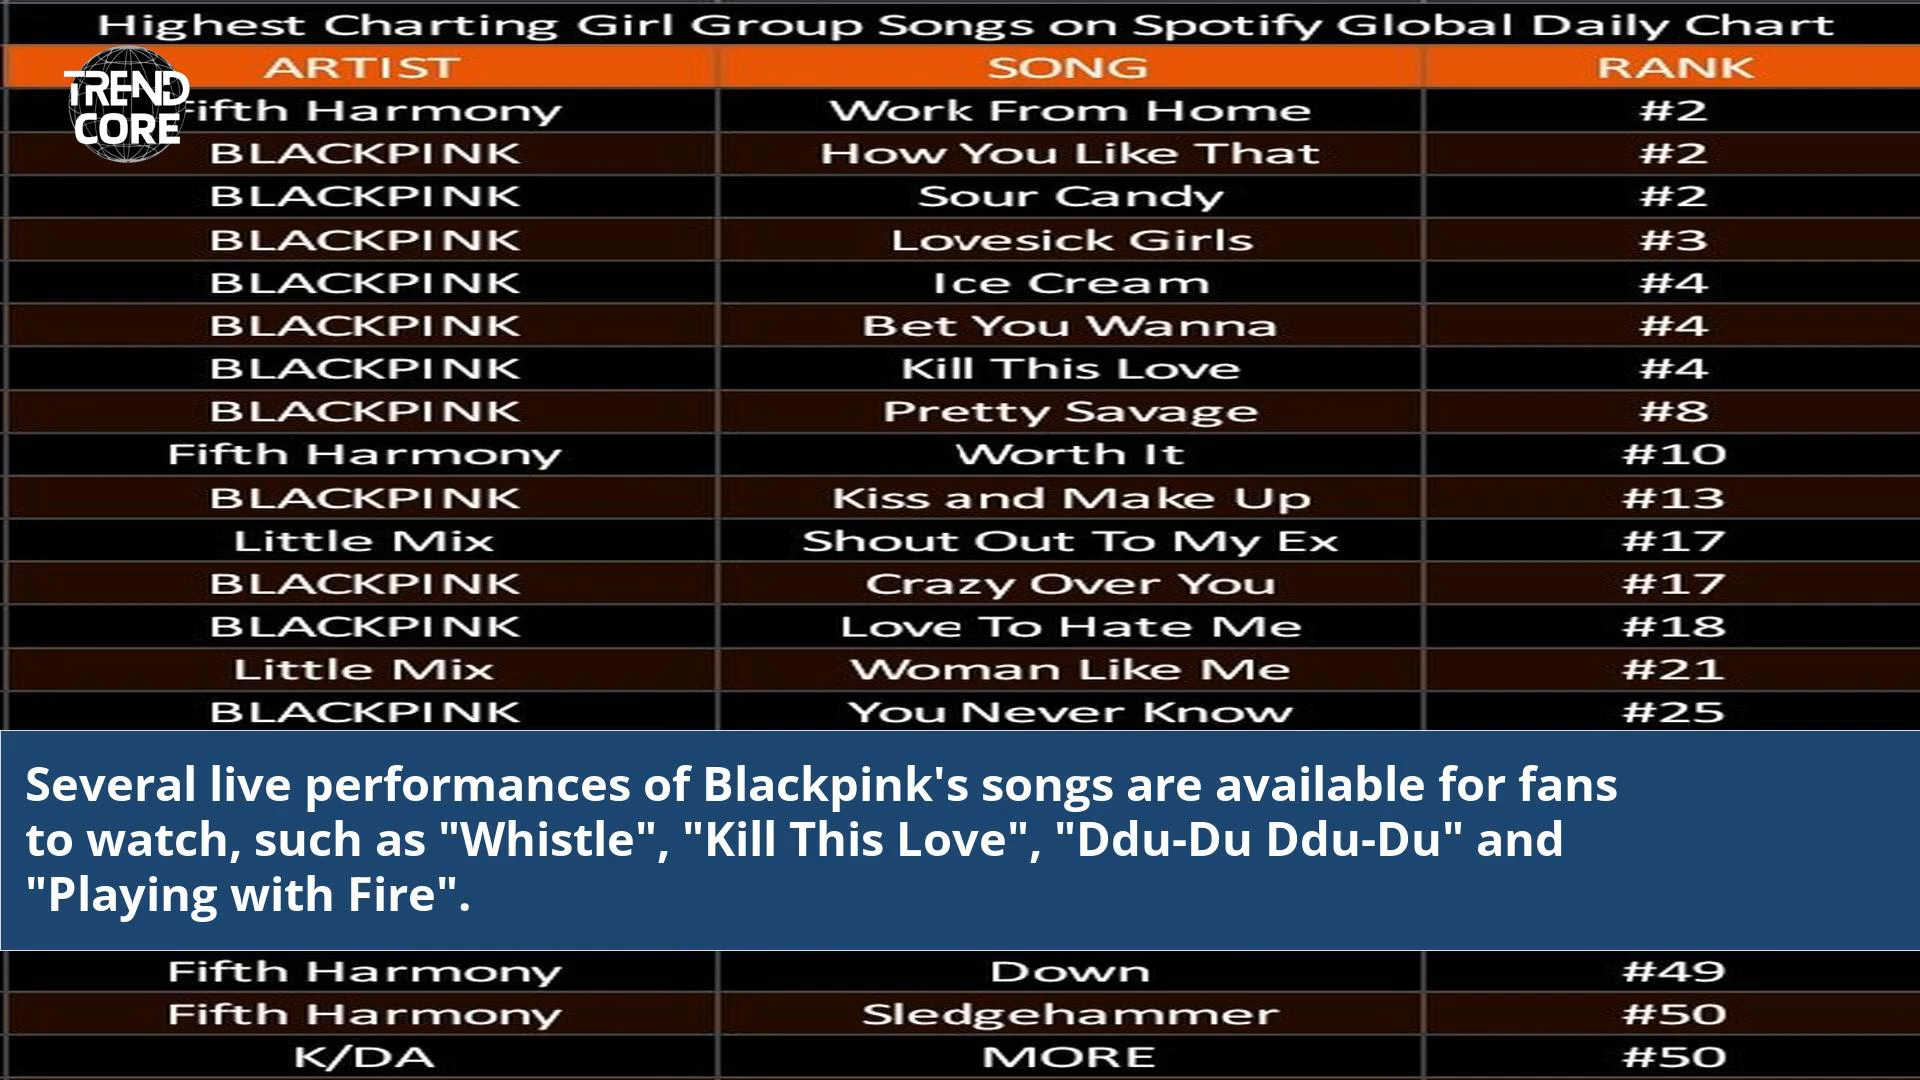 Highest Charting Girl Group Songs on Spotify Global Daily Chart
ARTIST SONG RANK
TREND
CORE
Fifth Harmony Work From Home #2
BLACKPINK How You Like That #2
BLACKPINK Sour Candy #2
BLACKPINK Lovesick Girls #3
BLACKPINK Ice Cream #4
BLACKPINK Bet You Wanna #4
BLACKPINK Kill This Love #4
BLACKPINK Pretty Savage #8
Fifth Harmony Worth It #10
BLACKPINK Kiss and Make Up #13
Little Mix Shout Out To My Ex #17
BLACKPINK Crazy Over You #17
BLACKPINK Love To Hate Me #18
Little Mix Woman Like Me #21
BLACKPINK You Never Know #25
Several live performances of Blackpink's songs are available for fans
to watch, such as "Whistle", "Kill This Love", "Ddu-Du Ddu-Du" and
"Playing with Fire".
Fifth Harmony Down #49
Fifth Harmony Sledgehammer #50
K/DA MORE #50